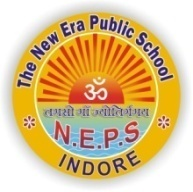 The New Era Public School
ॐ
तमसो माँ ज्योतिर्गमय
N.E.P.S
INDORE